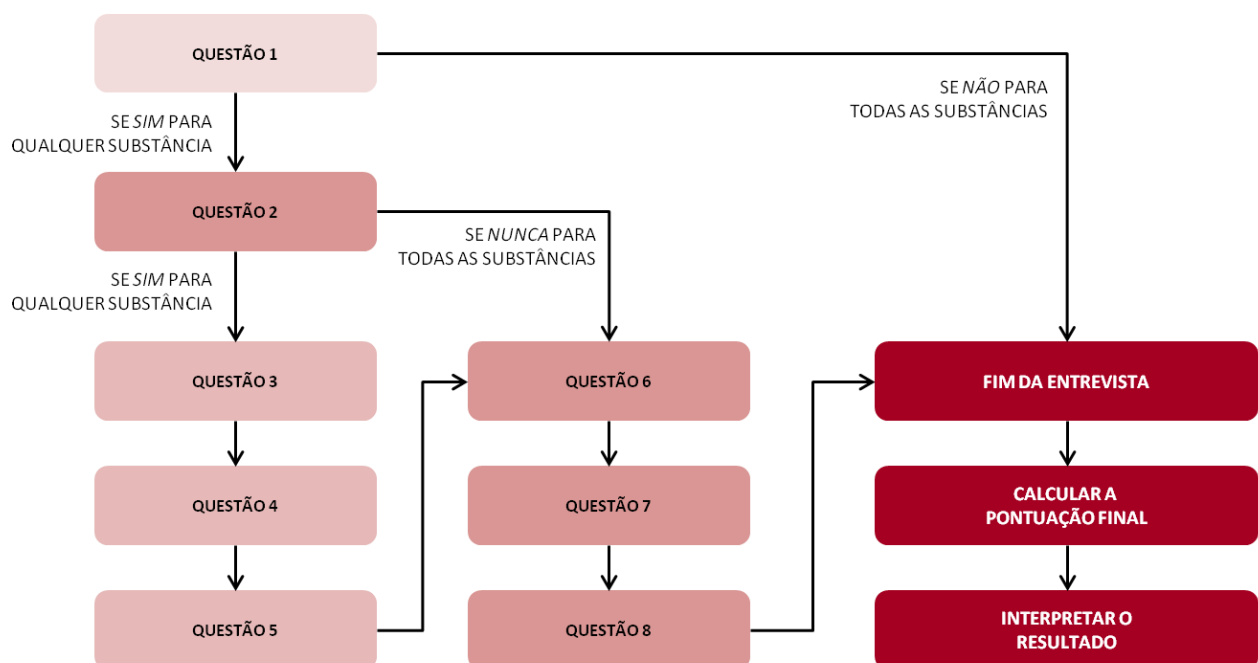 QUESTÃO 1
SE NÃO PARA
TODAS AS SUBSTÂNCIAS
SE SIM PARA
QUALQUER SUBSTÂNCIA
QUESTÃO 2
SE NUNCA PARA
TODAS AS SUBSTÂNCIAS
SE SIM PARA
QUALQUER SUBSTÂNCIA
QUESTÃO 3
QUESTÃO 6
FIM DA ENTREVISTA
QUESTÃO 4
QUESTÃO 7
CALCULAR A
PONTUAÇÃO FINAL
QUESTÃO 5
QUESTÃO 8
INTERPRETAR O
RESULTADO